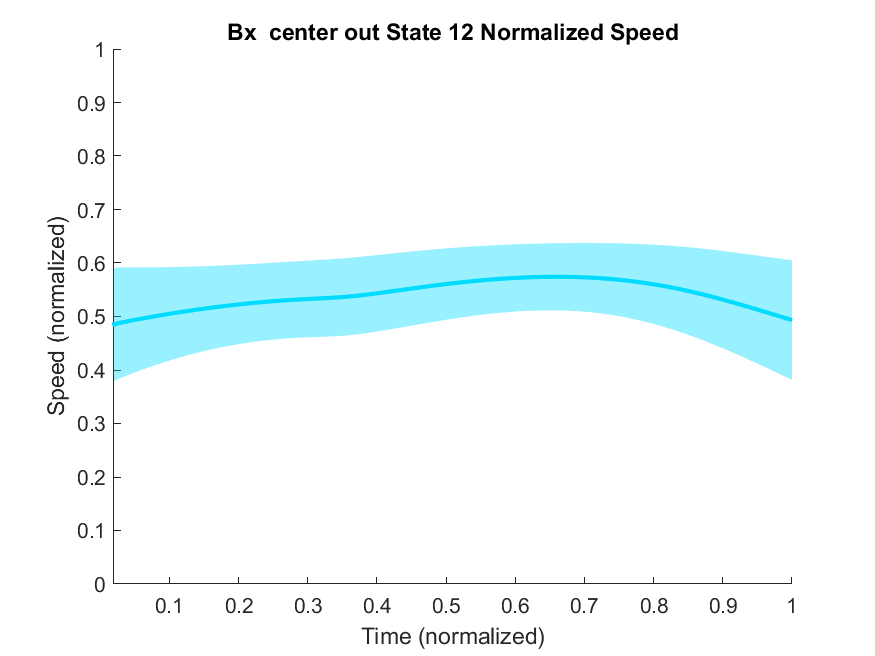 Bx  center out State 12 Normalized Speed
1
0.9
0.8
0.7
0.6
0.5
0.4
0.3
0.2
0.1
0
Speed (normalized)
0.1 0.2 0.3 0.4 0.5 0.6 0.7 0.8 0.9 1
Time (normalized)